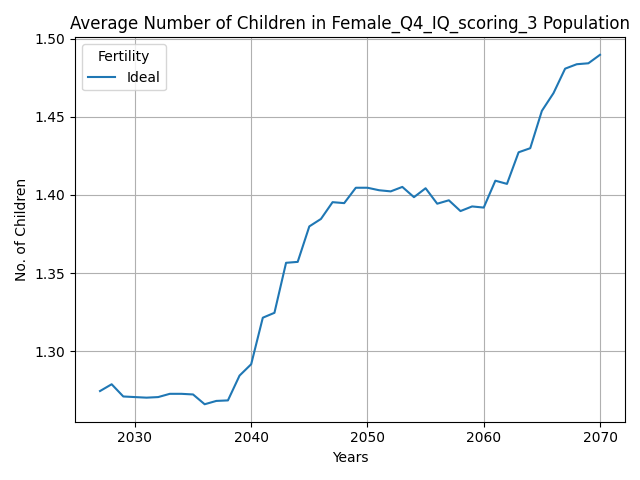 Average Number of Children in Female_Q4_IQ_scoring_3 Population
Fertility
Ideal
No. of Children
1.50
1.45
1.40
1.35
1.30
2030 2040 2050 2060 2070
Years